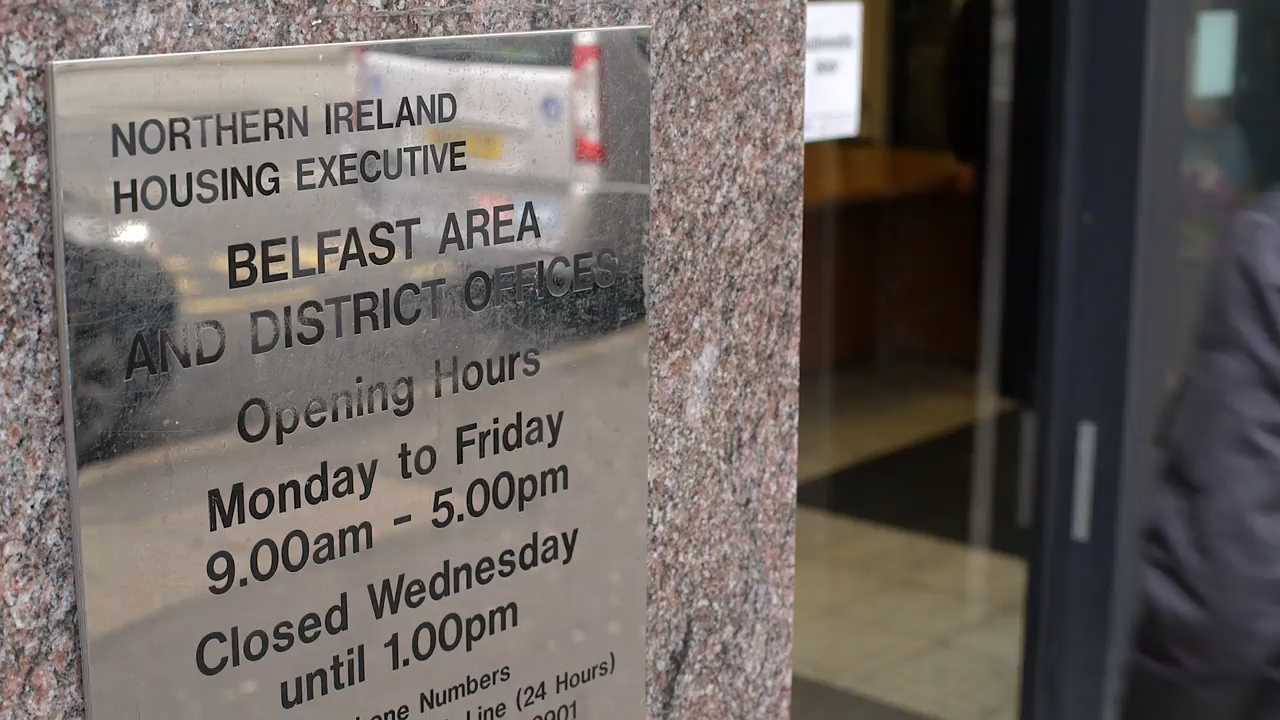 NORTHERN IRELAND
HOUSING EXECUTIVE
BELFAST AREA
AND DISTRICT OFFICES
Opening Hours
Monday to Friday
9.00am - 5.00pm
Closed Wednesday
until 1.00pm
Numbers
Line (24 Hours)